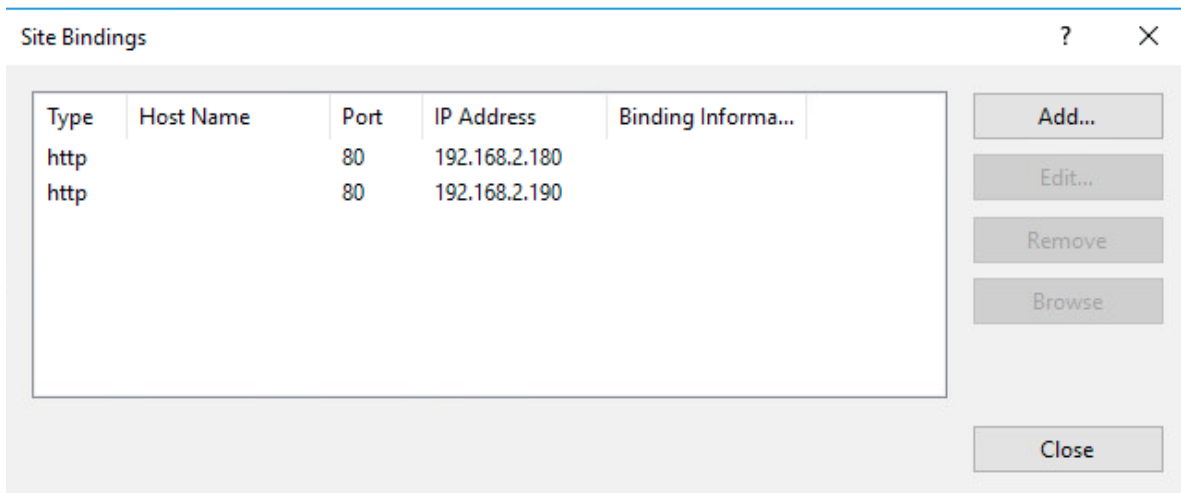 Site Bindings ? ×
Type Host Name Port IP Address Binding Informa...
http 80 192.168.2.180
http 80 192.168.2.190
Add...
Edit...
Remove
Browse
Close